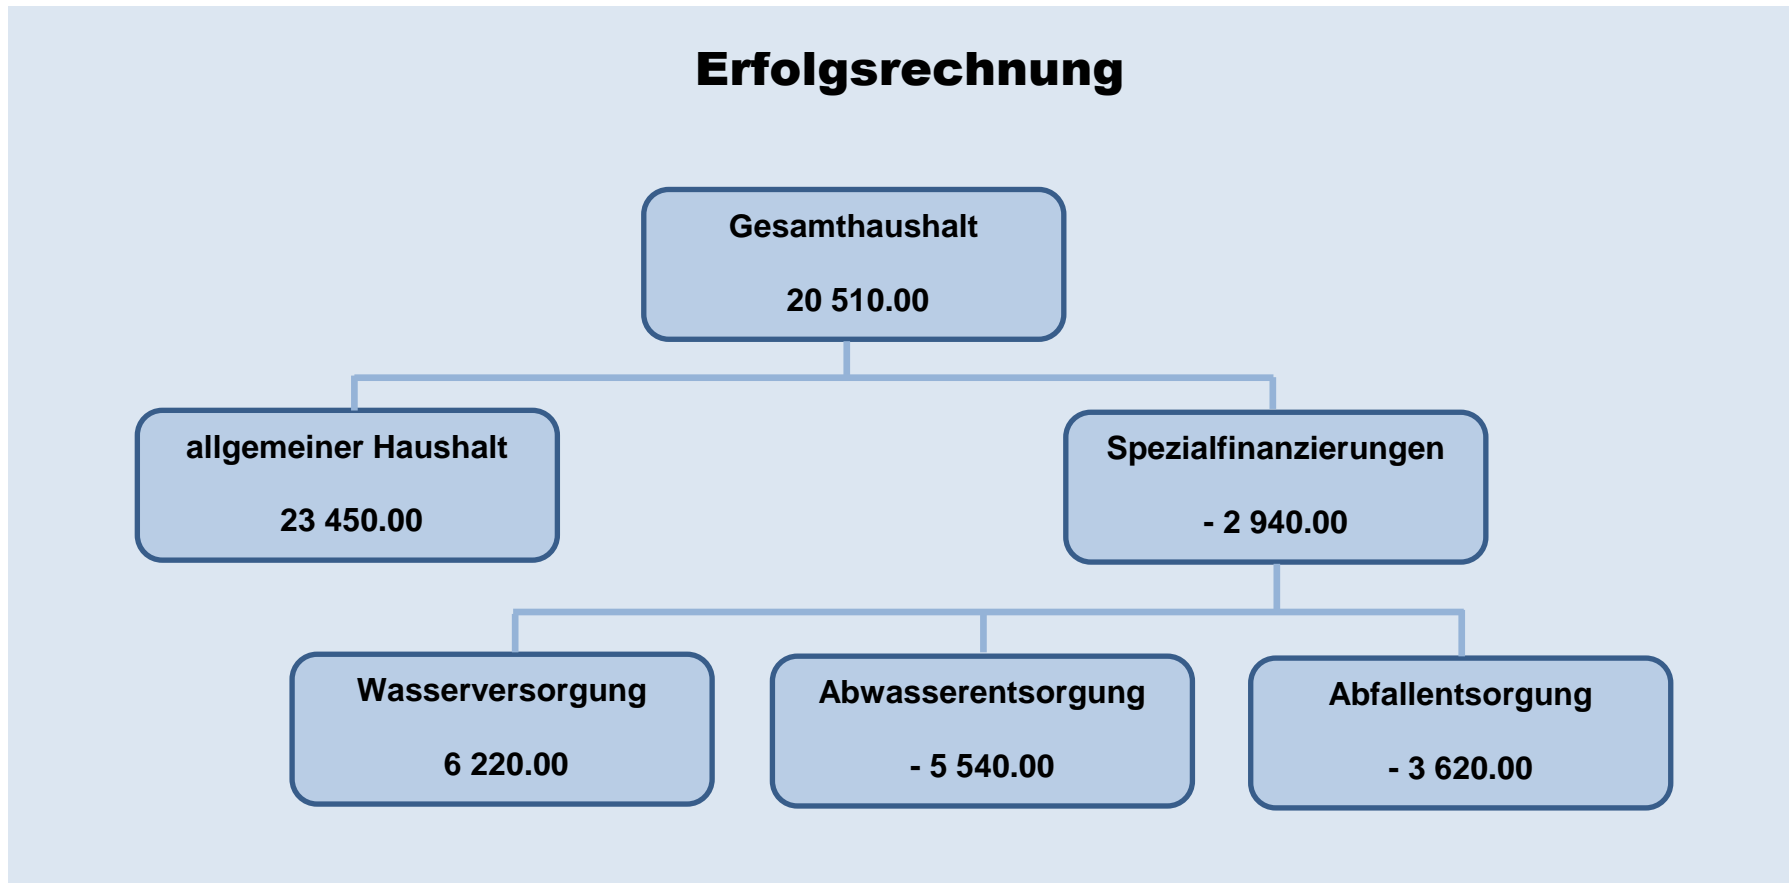 Erfolgsrechnung
Gesamthaushalt
20 510.00
allgemeiner Haushalt
23 450.00
Spezialfinanzierungen
- 2 940.00
Wasserversorgung
6 220.00
Abwasserentsorgung
- 5 540.00
Abfallentsorgung
- 3 620.00